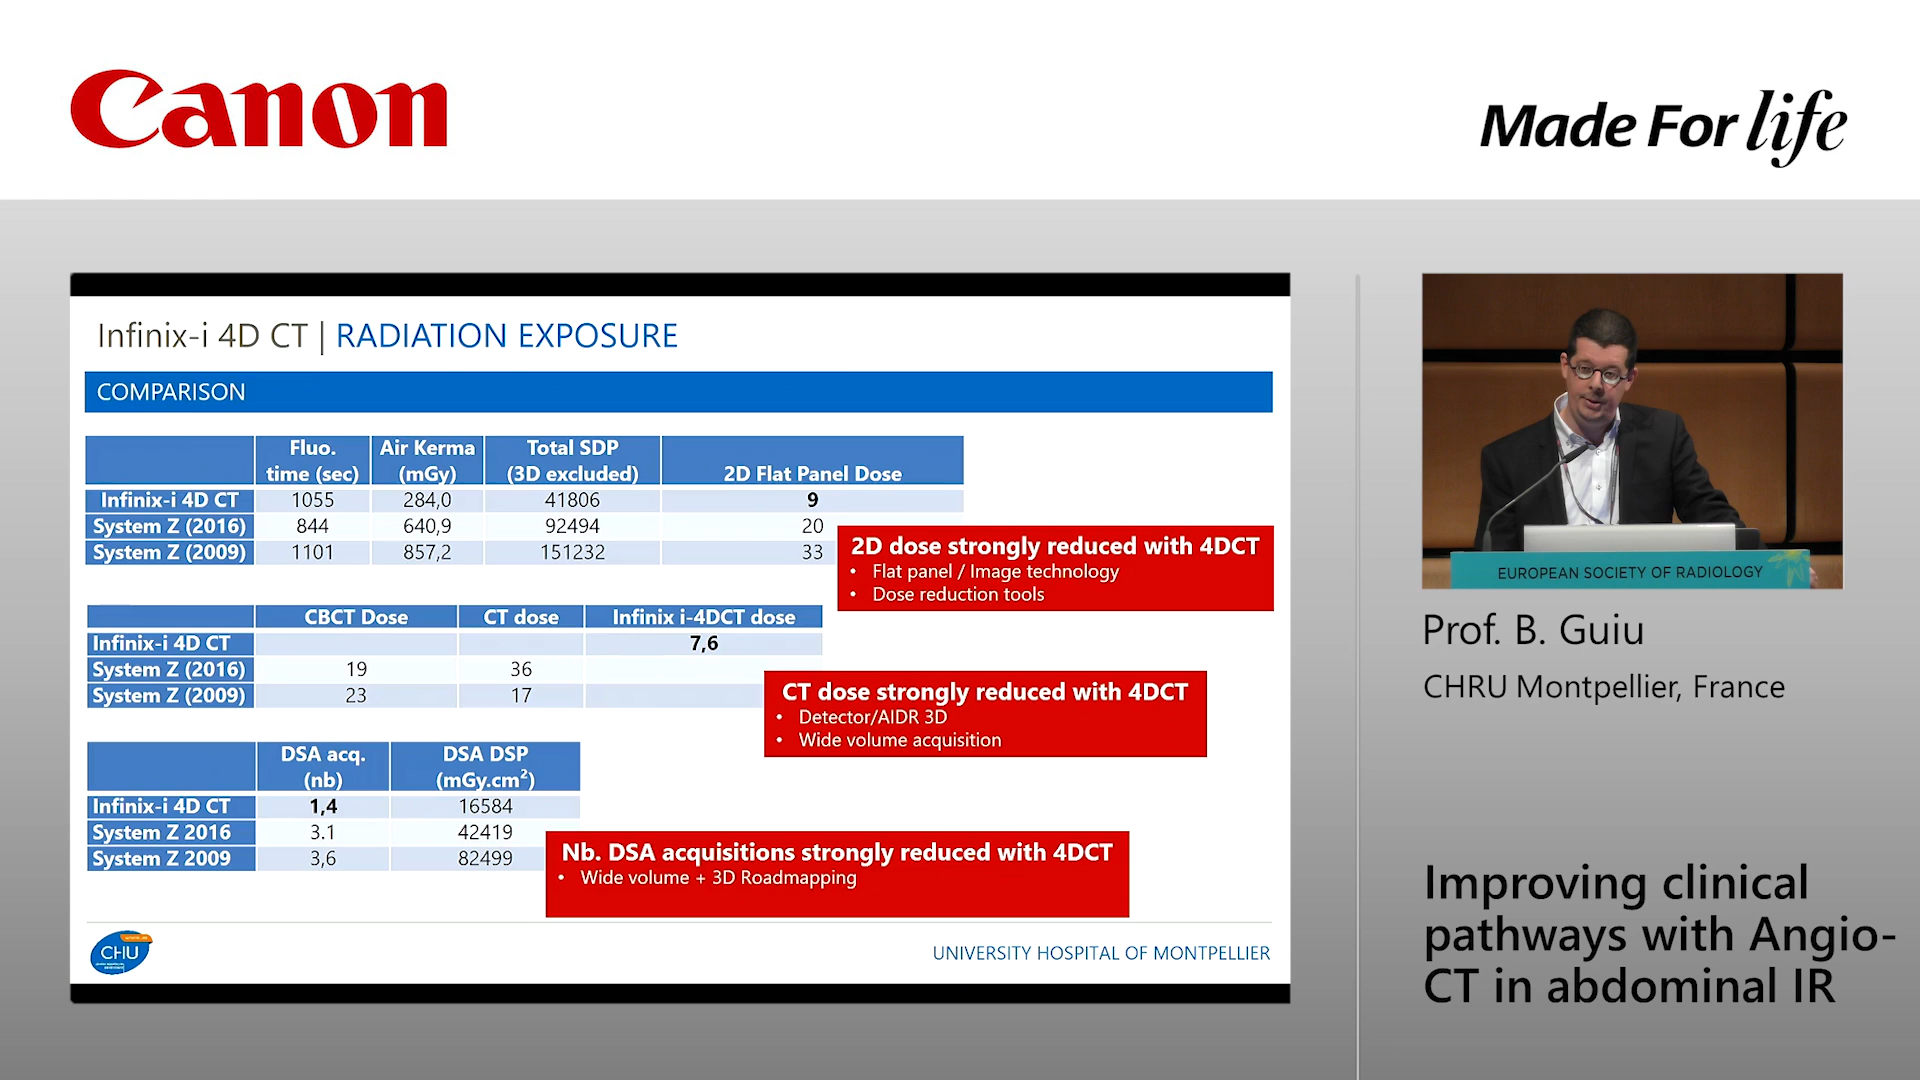 Canon
Made For life
Infinix-i 4D CT | RADIATION EXPOSURE
COMPARISON
Fluo. time (sec) Air Kerma (mGy) Total SDP (3D excluded) 2D Flat Panel Dose
Infinix-i 4D CT 1055 284,0 41806 9
System Z (2016) 844 640,9 92494 20
System Z (2009) 1101 857,2 151232 33
2D dose strongly reduced with 4DCT
• Flat panel / Image technology
• Dose reduction tools
CBCT Dose CT dose Infinix i-4DCT dose
Infinix-i 4D CT 7,6
System Z (2016) 19 36
System Z (2009) 23 17
CT dose strongly reduced with 4DCT
• Detector/AIDR 3D
• Wide volume acquisition
DSA acq. (nb) DSA DSP (mGy.cm²)
Infinix-i 4D CT 1,4 16584
System Z 2016 3.1 42419
System Z 2009 3,6 82499
Nb. DSA acquisitions strongly reduced with 4DCT
• Wide volume + 3D Roadmapping
CHU
UNIVERSITY HOSPITAL OF MONTPELLIER
EUROPEAN SOCIETY OF RADIOLOGY
Prof. B. Guiu
CHRU Montpellier, France
Improving clinical
pathways with Angio-
CT in abdominal IR